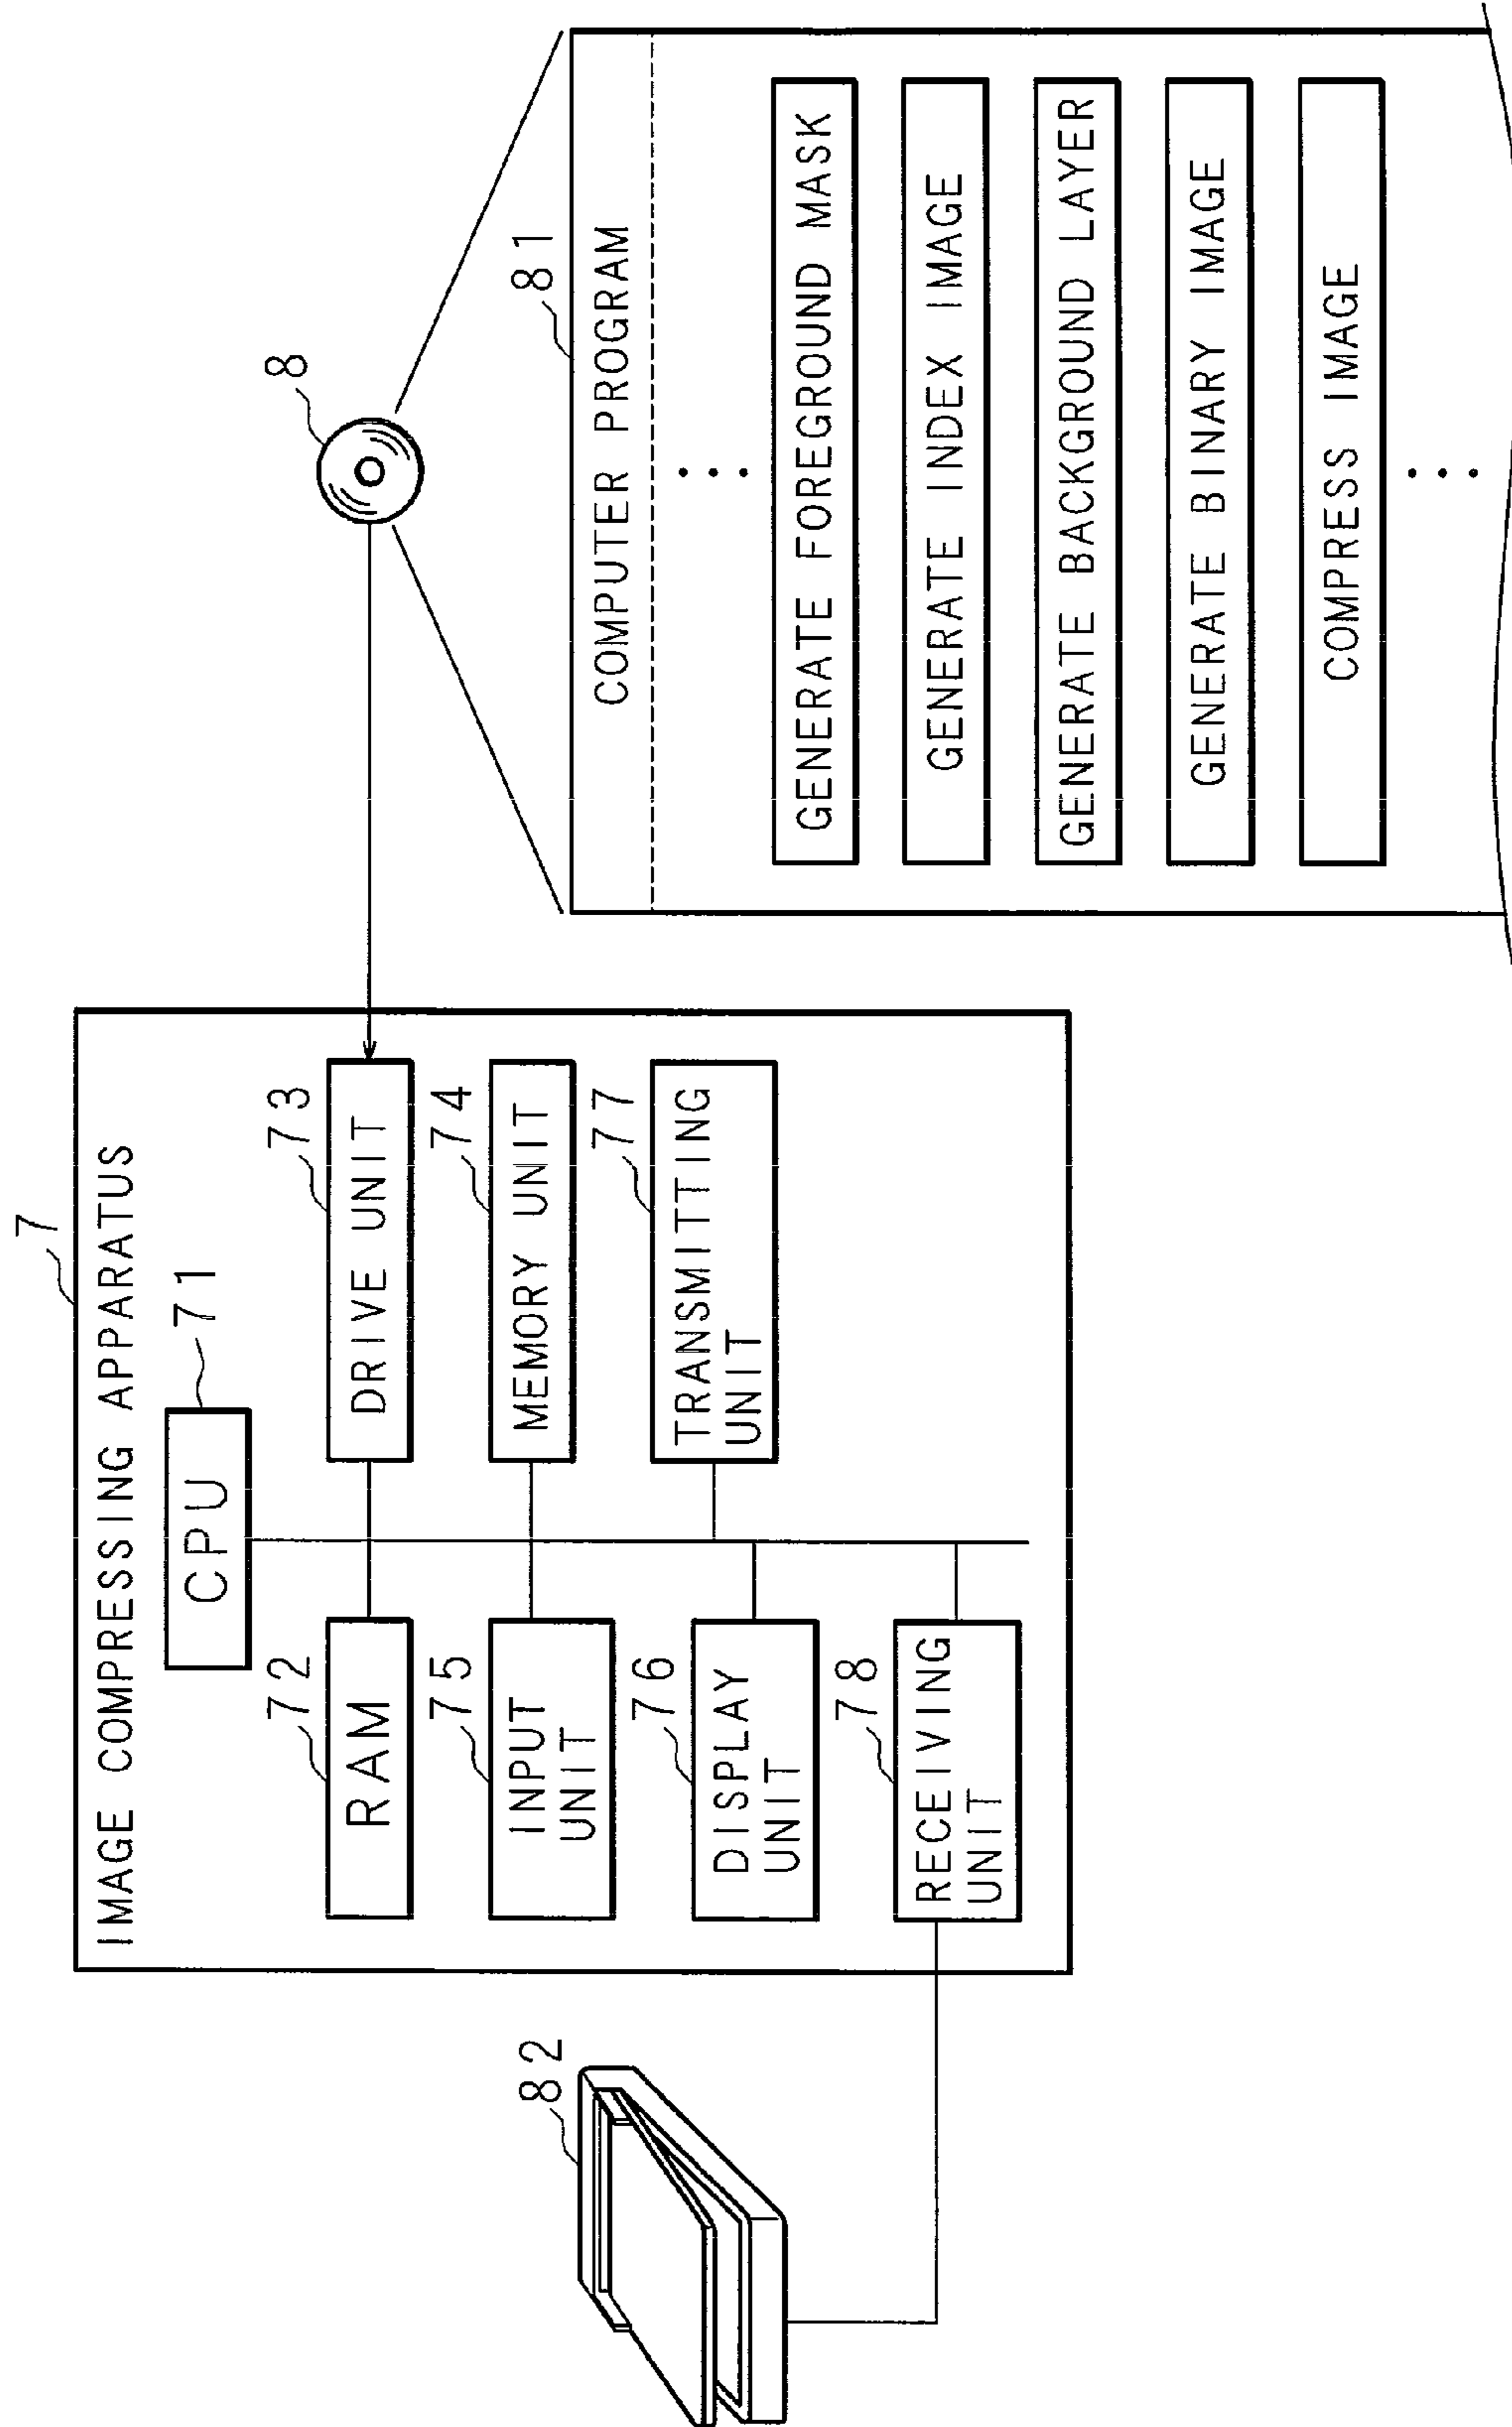 7
IMAGE COMPRESSING APPARATUS
CPU
71
72
RAM
73
DRIVE UNIT
75
INPUT
UNIT
74
MEMORY UNIT
76
DISPLAY
UNIT
77
TRANSMITTING
UNIT
78
RECEIVING
UNIT
82
8
81
COMPUTER PROGRAM
GENERATE FOREGROUND MASK
GENERATE INDEX IMAGE
GENERATE BACKGROUND LAYER
GENERATE BINARY IMAGE
COMPRESS IMAGE